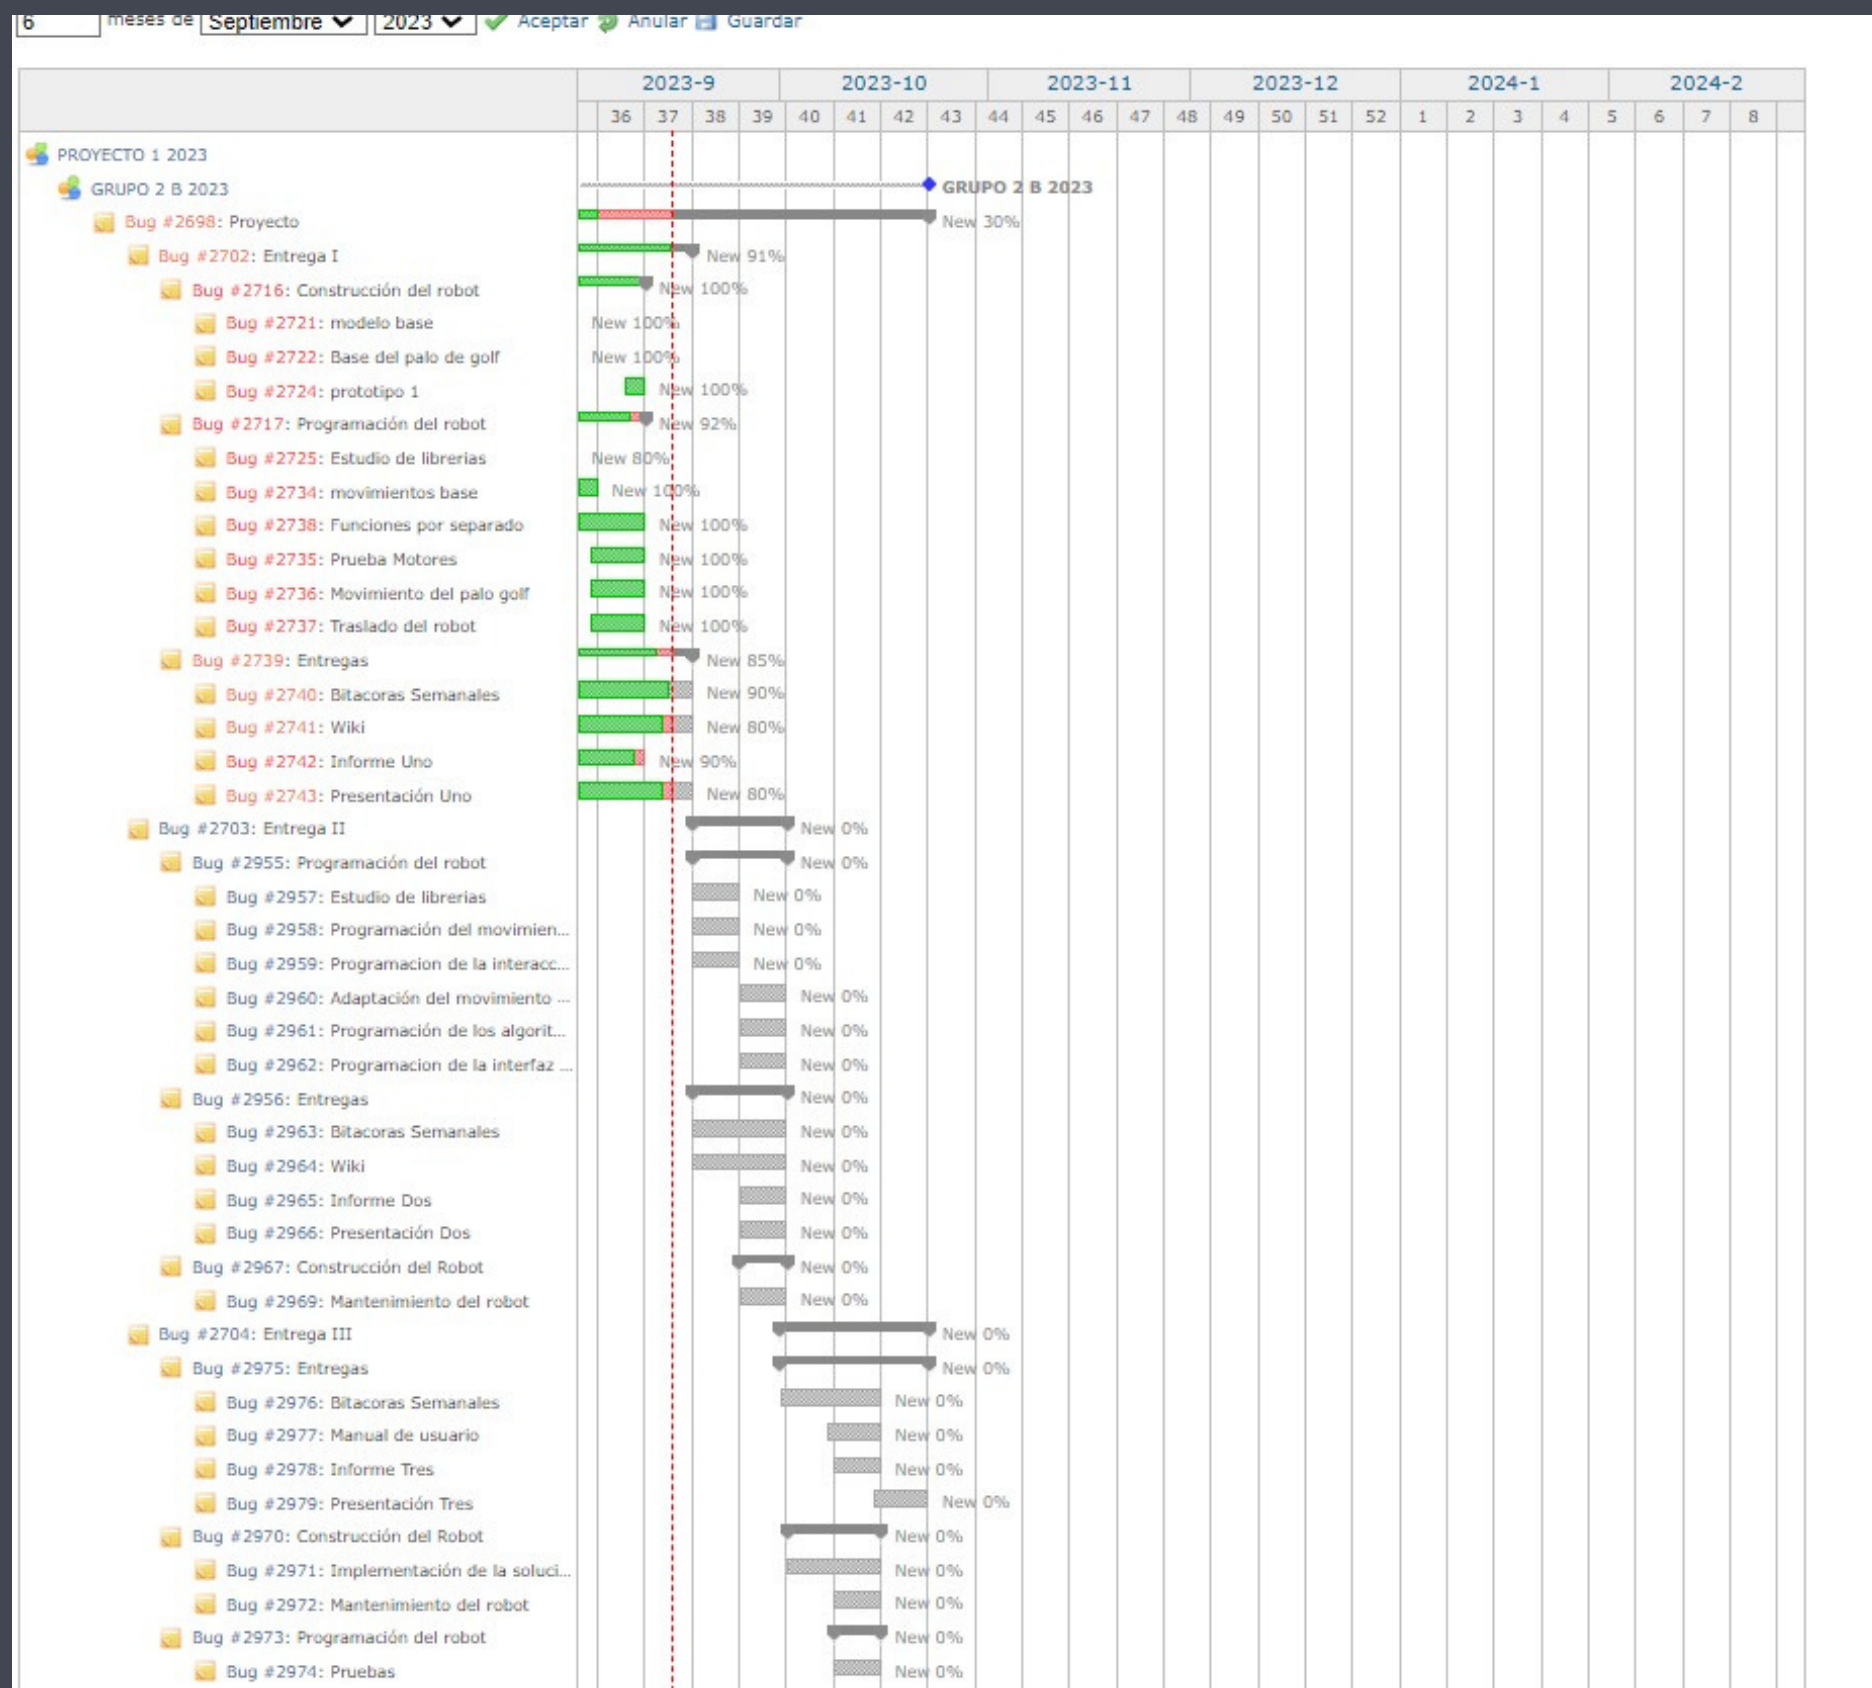 6 meses de Septiembre 2023 Aceptar Anular Guardar
2023-9 2023-10 2023-11 2023-12 2024-1 2024-2
36 37 38 39 40 41 42 43 44 45 46 47 48 49 50 51 52 1 2 3 4 5 6 7 8
PROYECTO 1 2023
GRUPO 2 B 2023 GRUPO 2 B 2023
Bug #2698: Proyecto New 30%
Bug #2702: Entrega I New 91%
Bug #2716: Construcción del robot New 100%
Bug #2721: modelo base New 100%
Bug #2722: Base del palo de golf New 100%
Bug #2724: prototipo 1 New 100%
Bug #2717: Programación del robot New 92%
Bug #2725: Estudio de librerias New 80%
Bug #2734: movimientos base New 100%
Bug #2738: Funciones por separado New 100%
Bug #2735: Prueba Motores New 100%
Bug #2736: Movimiento del palo golf New 100%
Bug #2737: Traslado del robot New 100%
Bug #2739: Entregas New 85%
Bug #2740: Bitacoras Semanales New 90%
Bug #2741: Wiki New 80%
Bug #2742: Informe Uno New 90%
Bug #2743: Presentación Uno New 80%
Bug #2703: Entrega II New 0%
Bug #2955: Programación del robot New 0%
Bug #2957: Estudio de librerias New 0%
Bug #2958: Programación del movimien... New 0%
Bug #2959: Programacion de la interacc... New 0%
Bug #2960: Adaptación del movimiento ... New 0%
Bug #2961: Programación de los algorit... New 0%
Bug #2962: Programacion de la interfaz ... New 0%
Bug #2956: Entregas New 0%
Bug #2963: Bitacoras Semanales New 0%
Bug #2964: Wiki New 0%
Bug #2965: Informe Dos New 0%
Bug #2966: Presentación Dos New 0%
Bug #2967: Construcción del Robot New 0%
Bug #2969: Mantenimiento del robot New 0%
Bug #2704: Entrega III New 0%
Bug #2975: Entregas New 0%
Bug #2976: Bitacoras Semanales New 0%
Bug #2977: Manual de usuario New 0%
Bug #2978: Informe Tres New 0%
Bug #2979: Presentación Tres New 0%
Bug #2970: Construcción del Robot New 0%
Bug #2971: Implementación de la soluci... New 0%
Bug #2972: Mantenimiento del robot New 0%
Bug #2973: Programación del robot New 0%
Bug #2974: Pruebas New 0%